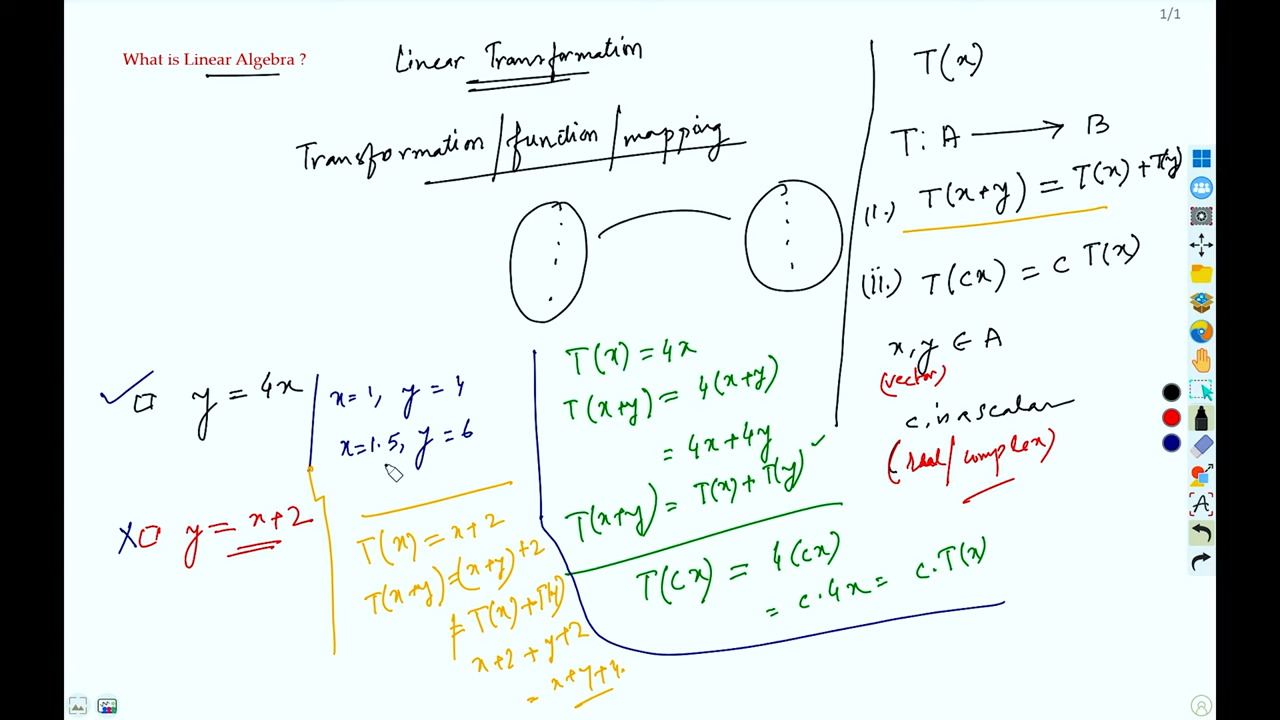 1/1
What is Linear Algebra ?
Linear Transformation
Transformation/function/mapping
T(x)
T: A → B
(i.) T(x+y) = T(x)+T(y)
(ii.) T(cx) = c T(x)
x, y ∈ A
(vector)
c, is a scalar
(real/complex)
y = 4x
x=1, y = 4
x=1.5, y = 6
y = x+2
T(x) = x+2
T(x+y) = (x+y)+2
≠ T(x)+T(y)
x+2 + y+2
= x+y+4.
T(x) = 4x
T(x+y) = 4(x+y)
= 4x+4y
T(x+y) = T(x)+T(y)
T(cx) = 4(cx)
= c.4x = c.T(x)
A